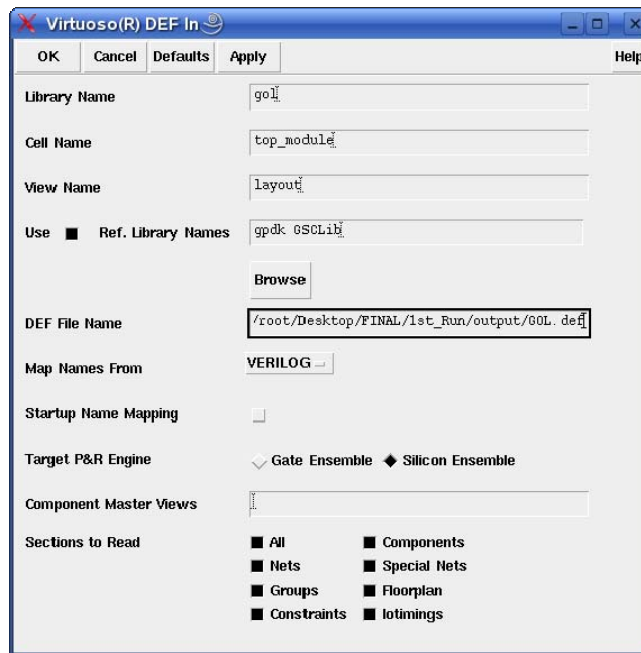 Virtuoso(R) DEF In
OK Cancel Defaults Apply Help
Library Name gol
Cell Name top_module
View Name layout
Use Ref. Library Names gpdk GSCLib
Browse
DEF File Name /root/Desktop/FINAL/1st_Run/output/GOL.def
Map Names From VERILOG
Startup Name Mapping
Target P&R Engine Gate Ensemble Silicon Ensemble
Component Master Views
Sections to Read All Components
Nets Special Nets
Groups Floorplan
Constraints Iotimings